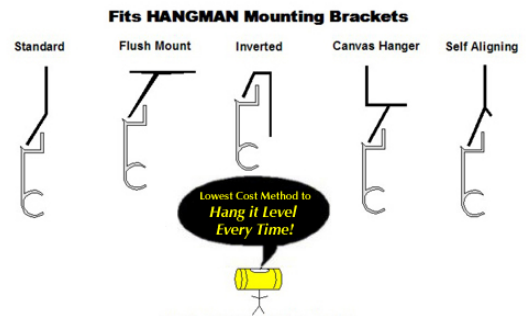 Fits HANGMAN Mounting Brackets
Standard
Flush Mount
Inverted
Canvas Hanger
Self Aligning
Lowest Cost Method to
Hang it Level
Every Time!